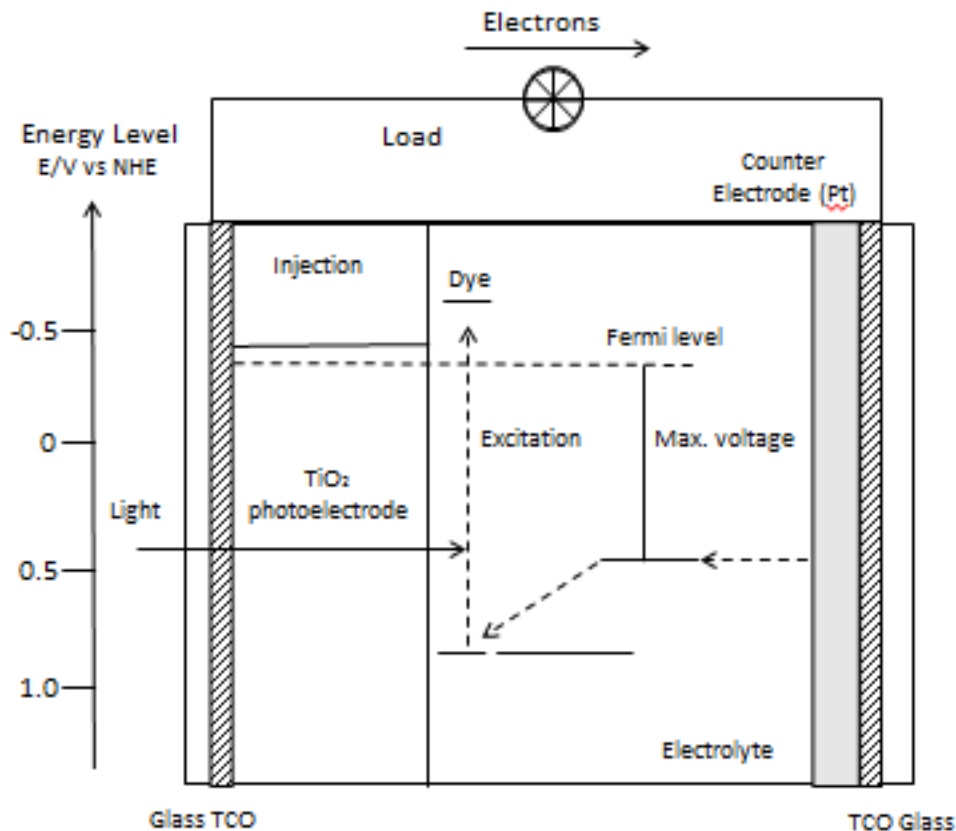 Electrons
Energy Level
E/V vs NHE
Load
Counter
Electrode (Pt)
Injection
Dye
-0.5
Fermi level
0
Excitation
Max. voltage
TiO₂
photoelectrode
Light
0.5
1.0
Electrolyte
Glass TCO
TCO Glass